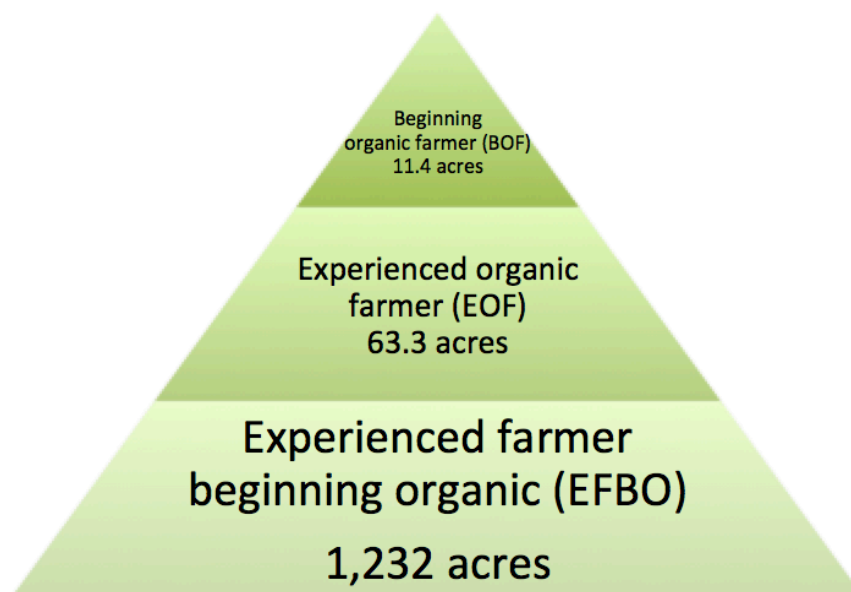 Beginning
organic farmer (BOF)
11.4 acres
Experienced organic
farmer (EOF)
63.3 acres
Experienced farmer
beginning organic (EFBO)
1,232 acres